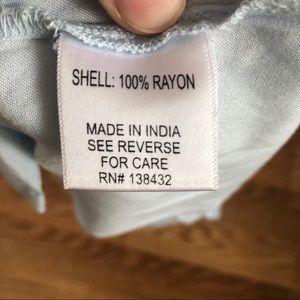 SHELL: 100% RAYON
MADE IN INDIA
SEE REVERSE
FOR CARE
RN# 138432